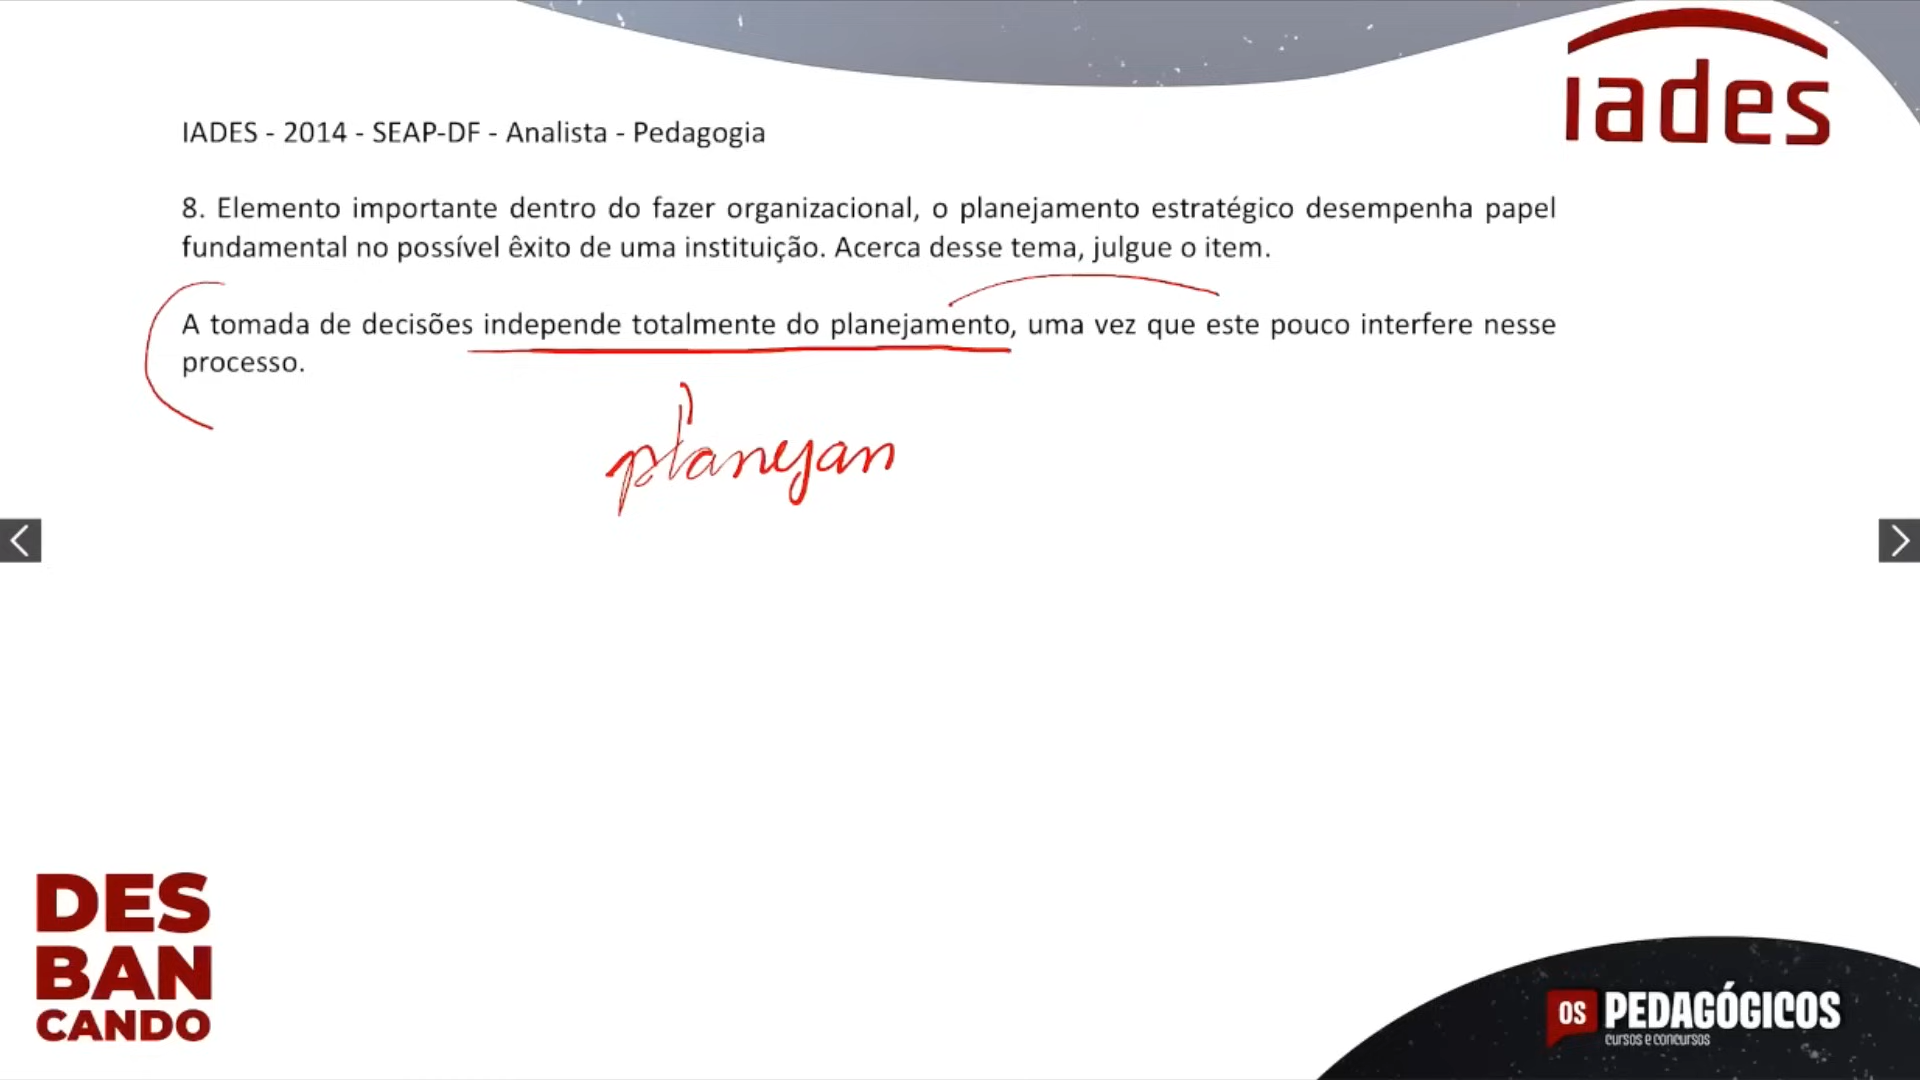 iades
IADES - 2014 - SEAP-DF - Analista - Pedagogia
8. Elemento importante dentro do fazer organizacional, o planejamento estratégico desempenha papel
fundamental no possível êxito de uma instituição. Acerca desse tema, julgue o item.
A tomada de decisões independe totalmente do planejamento, uma vez que este pouco interfere nesse
processo.
planejan
DES
BAN
CANDO
OS PEDAGÓGICOS
cursos e concursos